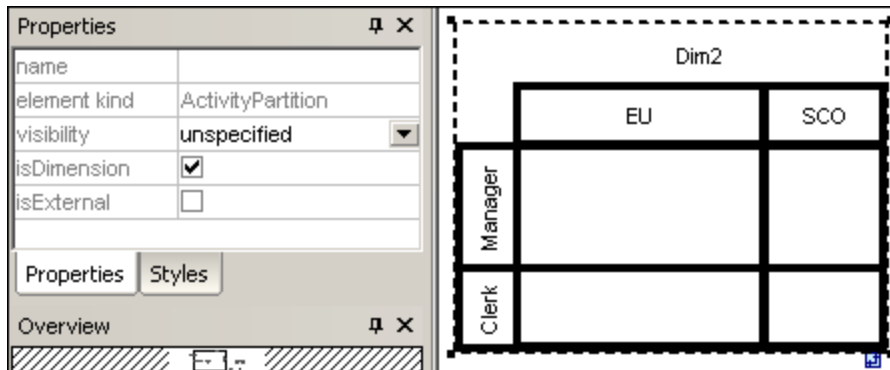 Properties
name
element kind ActivityPartition
visibility unspecified
isDimension
isExternal
Properties Styles
Overview
Dim2
EU SCO
Manager
Clerk